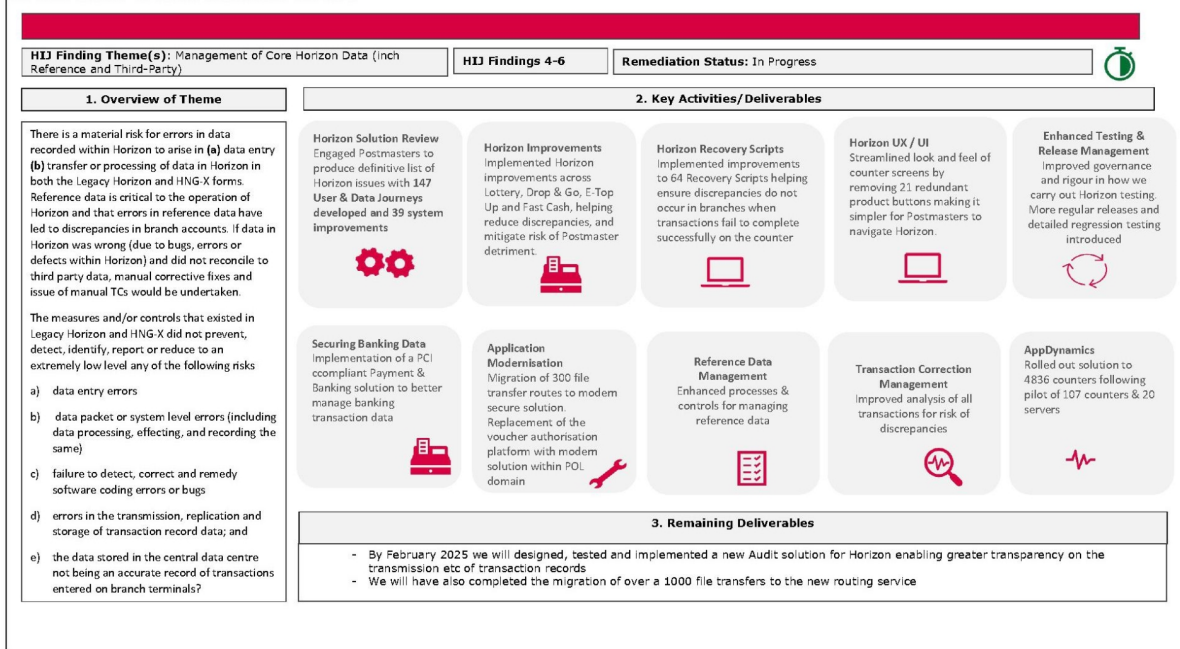 HIJ Finding Theme(s): Management of Core Horizon Data (inch
Reference and Third-Party)
HIJ Findings 4-6
Remediation Status: In Progress
1. Overview of Theme
There is a material risk for errors in data
recorded within Horizon to arise in (a) data entry
(b) transfer or processing of data in Horizon in
both the Legacy Horizon and HNG-X forms.
Reference data is critical to the operation of
Horizon and that errors in reference data have
led to discrepancies in branch accounts. If data in
Horizon was wrong (due to bugs, errors or
defects within Horizon) and did not reconcile to
third party data, manual corrective fixes and
issue of manual TCs would be undertaken.
The measures and/or controls that existed in
Legacy Horizon and HNG-X did not prevent,
detect, identify, report or reduce to an
extremely low level any of the following risks
a) data entry errors
b) data packet or system level errors (including
data processing, effecting, and recording the
same)
c) failure to detect, correct and remedy
software coding errors or bugs
d) errors in the transmission, replication and
storage of transaction record data; and
e) the data stored in the central data centre
not being an accurate record of transactions
entered on branch terminals?
2. Key Activities/Deliverables
Horizon Solution Review
Engaged Postmasters to
produce definitive list of
Horizon issues with 147
User & Data Journeys
developed and 39 system
improvements
Horizon Improvements
Implemented Horizon
improvements across
Lottery, Drop & Go, E-Top
Up and Fast Cash, helping
reduce discrepancies, and
mitigate risk of Postmaster
detriment.
Horizon Recovery Scripts
Implemented improvements
to 64 Recovery Scripts helping
ensure discrepancies do not
occur in branches when
transactions fail to complete
successfully on the counter
Horizon UX / UI
Streamlined look and feel of
counter screens by
removing 21 redundant
product buttons making it
simpler for Postmasters to
navigate Horizon.
Enhanced Testing &
Release Management
Improved governance
and rigour in how we
carry out Horizon testing.
More regular releases and
detailed regression testing
introduced
Securing Banking Data
Implementation of a PCI
ccompliant Payment &
Banking solution to better
manage banking
transaction data
Application
Modernisation
Migration of 300 file
transfer routes to modern
secure solution.
Replacement of the
voucher authorisation
platform with modern
solution within POL
domain
Reference Data
Management
Enhanced processes &
controls for managing
reference data
Transaction Correction
Management
Improved analysis of all
transactions for risk of
discrepancies
AppDynamics
Rolled out solution to
4836 counters following
pilot of 107 counters & 20
servers
3. Remaining Deliverables
- By February 2025 we will designed, tested and implemented a new Audit solution for Horizon enabling greater transparency on the
transmission etc of transaction records
- We will have also completed the migration of over a 1000 file transfers to the new routing service